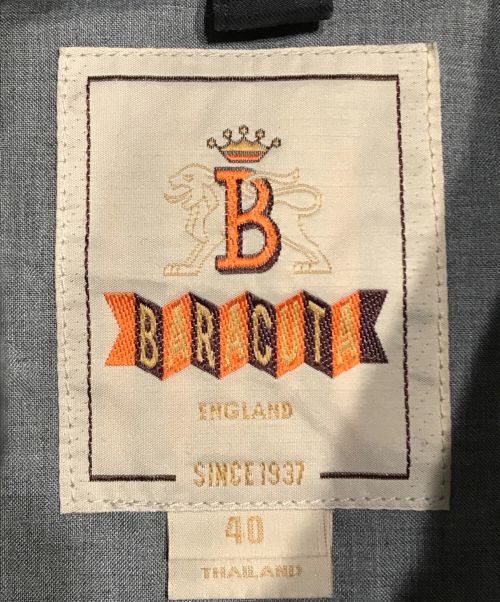 B
BARACUTA
ENGLAND
SINCE 1937
40
THAILAND